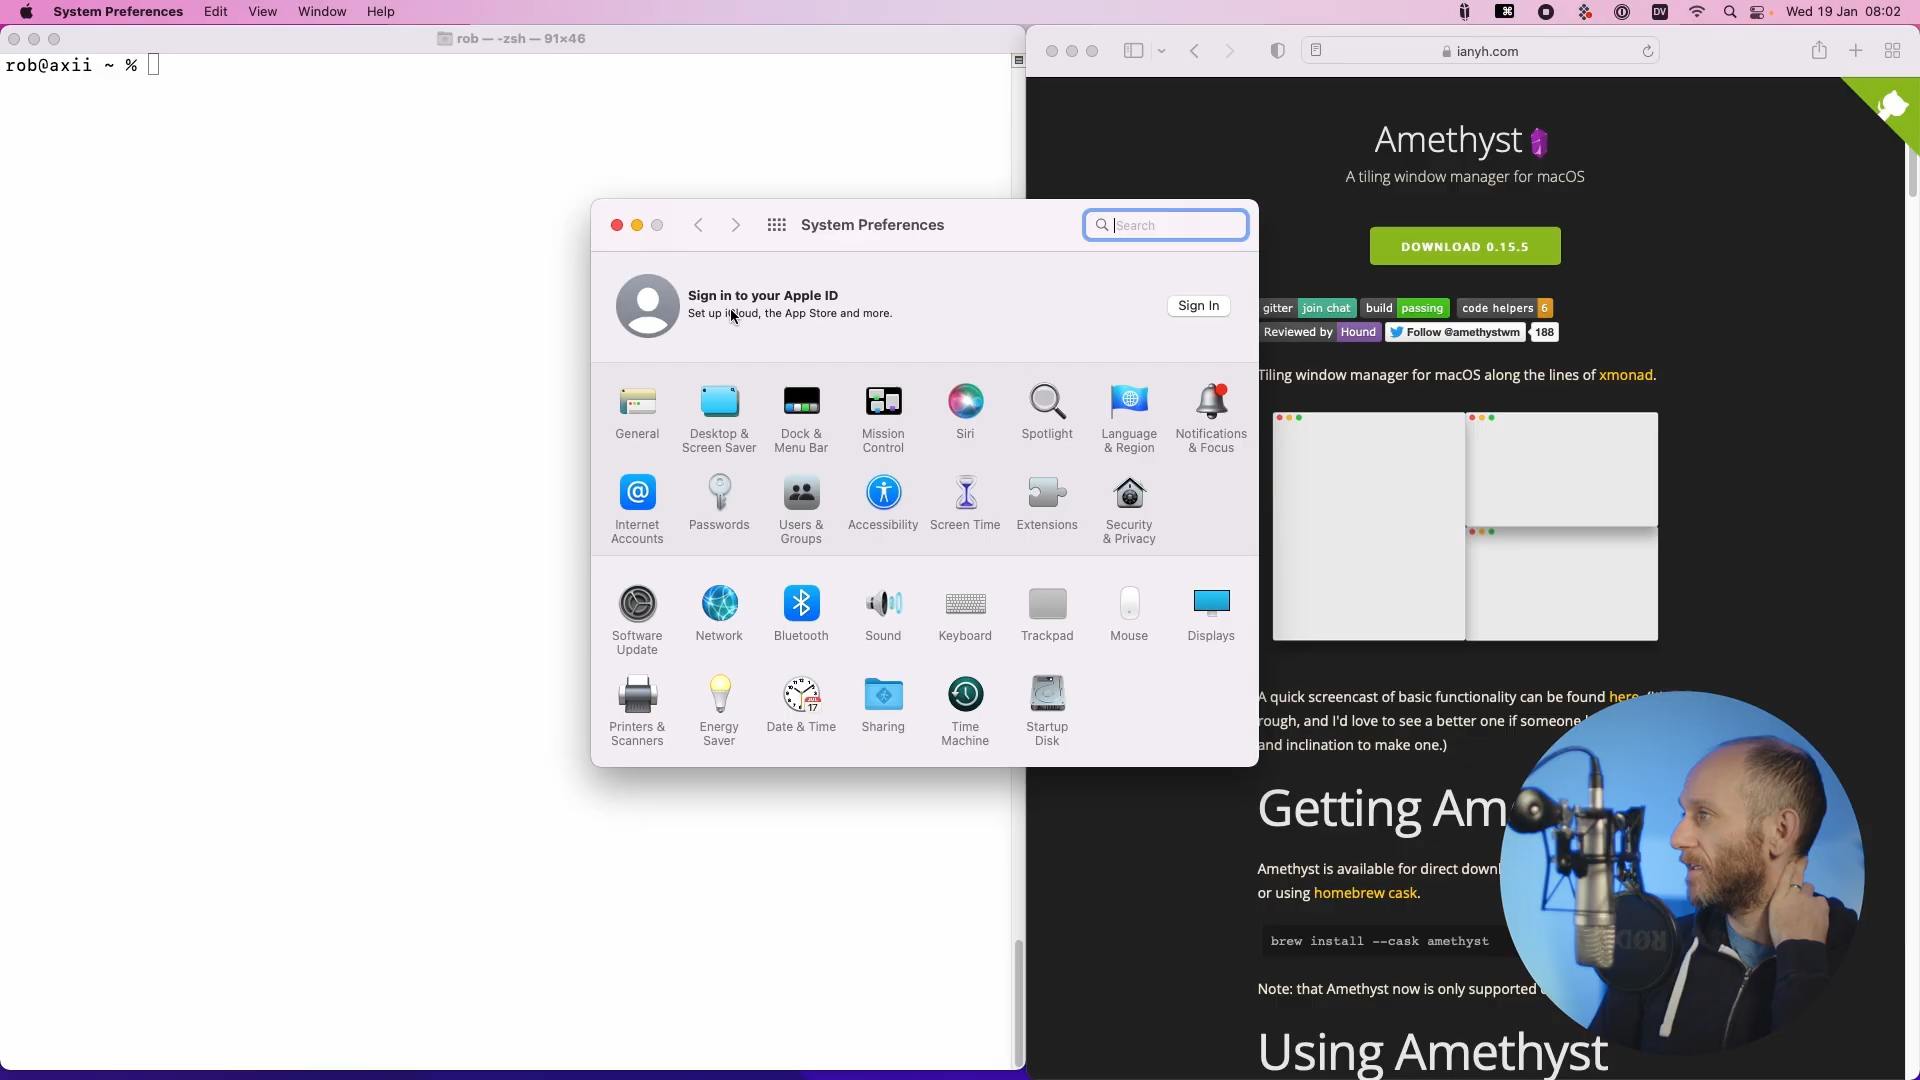 System Preferences Edit View Window Help
DV Wed 19 Jan 08:02
rob — -zsh — 91×46
rob@axii ~ %
ianyh.com
Amethyst
A tiling window manager for macOS
DOWNLOAD 0.15.5
gitter join chat build passing code helpers 6
Reviewed by Hound Follow @amethystwm 188
Tiling window manager for macOS along the lines of xmonad.
A quick screencast of basic functionality can be found here.
rough, and I'd love to see a better one if someone
and inclination to make one.)
Getting Am
Amethyst is available for direct downl
or using homebrew cask.
brew install --cask amethyst
Note: that Amethyst now is only supported
Using Amethyst
System Preferences
Search
Sign in to your Apple ID
Set up iCloud, the App Store and more.
Sign In
General
Desktop &
Screen Saver
Dock &
Menu Bar
Mission
Control
Siri
Spotlight
Language
& Region
Notifications
& Focus
Internet
Accounts
Passwords
Users &
Groups
Accessibility
Screen Time
Extensions
Security
& Privacy
Software
Update
Network
Bluetooth
Sound
Keyboard
Trackpad
Mouse
Displays
Printers &
Scanners
Energy
Saver
JUL
17
Date & Time
Sharing
Time
Machine
Startup
Disk
RØDE